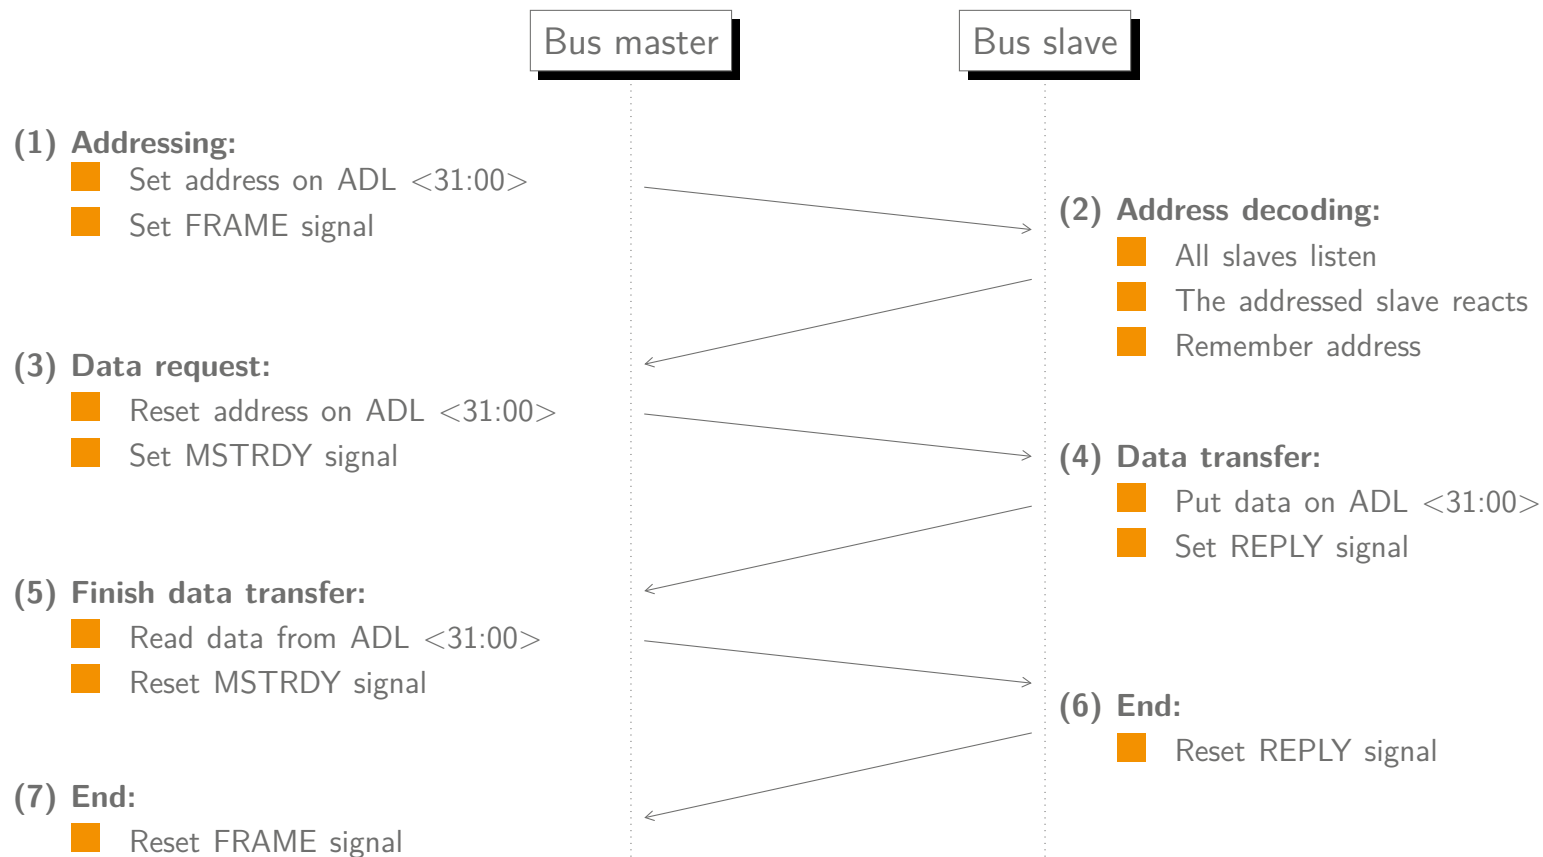 Bus master
Bus slave
(1) Addressing:
Set address on ADL <31:00>
Set FRAME signal
(2) Address decoding:
All slaves listen
The addressed slave reacts
Remember address
(3) Data request:
Reset address on ADL <31:00>
Set MSTRDY signal
(4) Data transfer:
Put data on ADL <31:00>
Set REPLY signal
(5) Finish data transfer:
Read data from ADL <31:00>
Reset MSTRDY signal
(6) End:
Reset REPLY signal
(7) End:
Reset FRAME signal